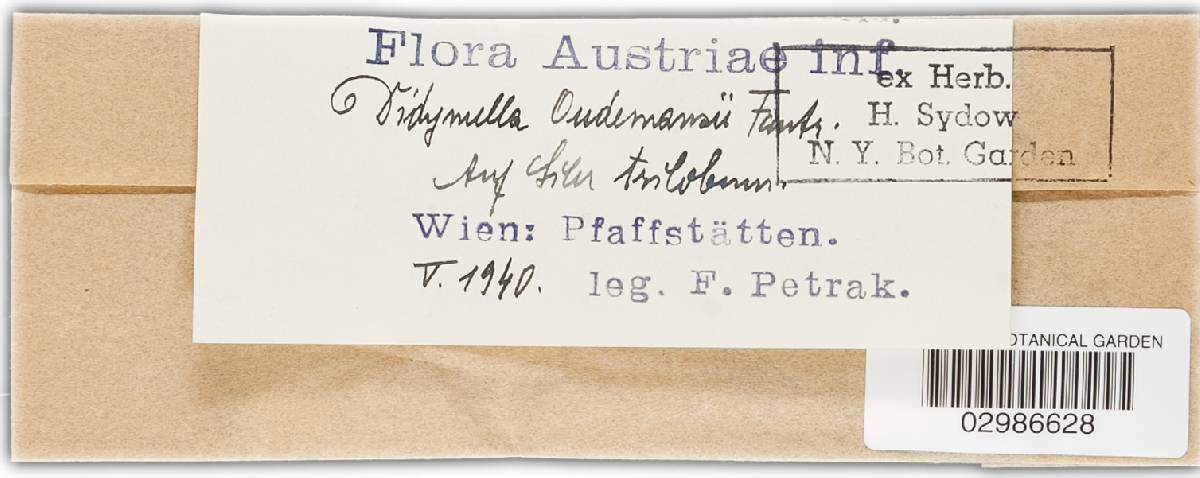 Flora Austriae inf.
Didymella Oudemansii Fautr.
Auf Siler trilobum
Wien: Pfaffstätten.
V. 1940. leg. F. Petrak.
ex Herb.
H. Sydow
N. Y. Bot. Garden
OTANICAL GARDEN
02986628